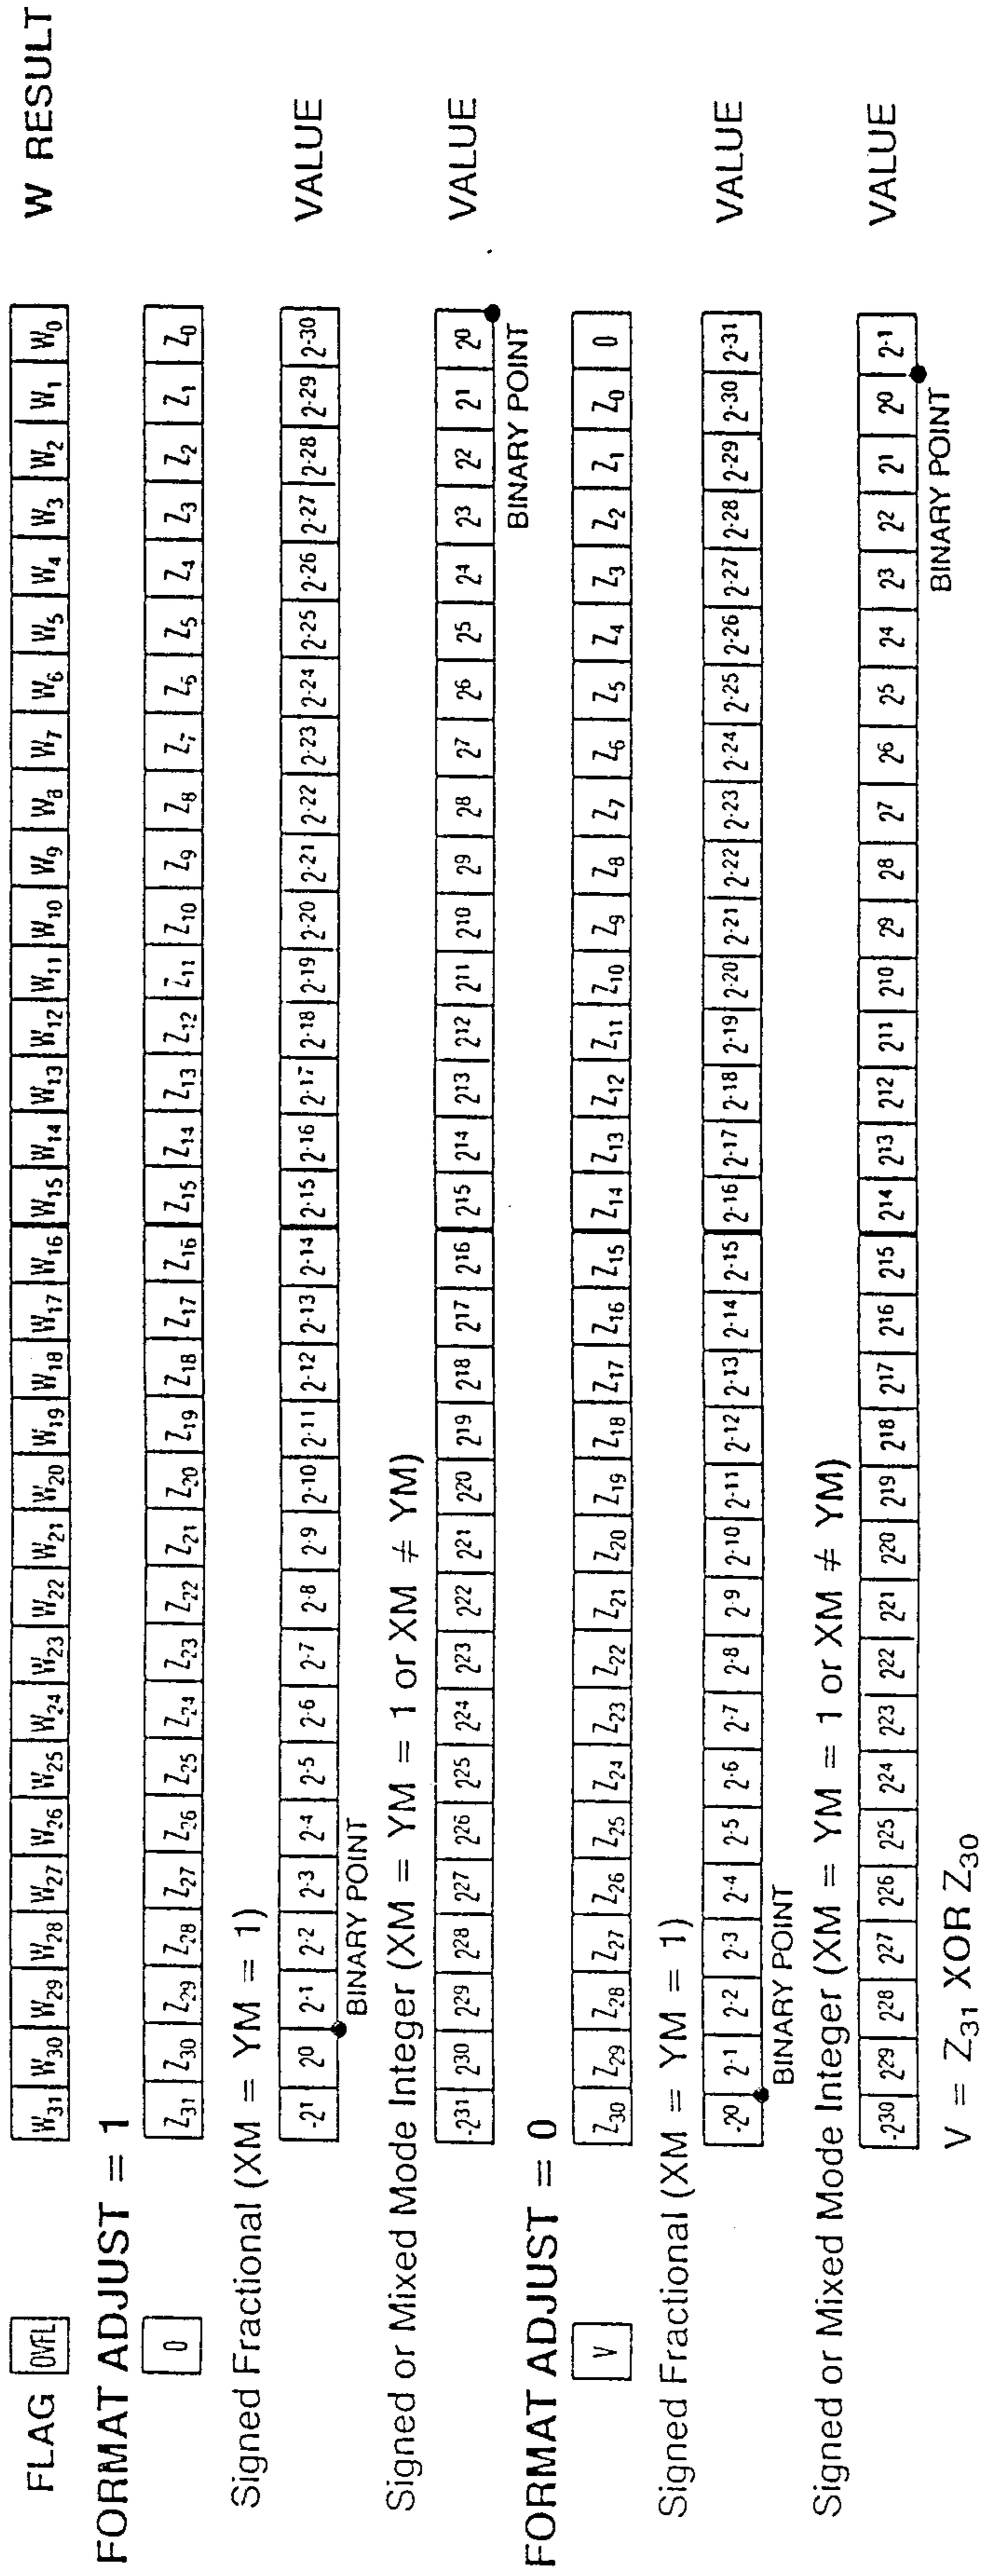 FLAG OVFL W31 W30 W29 W28 W27 W26 W25 W24 W23 W22 W21 W20 W19 W18 W17 W16 W15 W14 W13 W12 W11 W10 W9 W8 W7 W6 W5 W4 W3 W2 W1 W0 W RESULT
FORMAT ADJUST = 1
0 Z31 Z30 Z29 Z28 Z27 Z26 Z25 Z24 Z23 Z22 Z21 Z20 Z19 Z18 Z17 Z16 Z15 Z14 Z13 Z12 Z11 Z10 Z9 Z8 Z7 Z6 Z5 Z4 Z3 Z2 Z1 Z0
Signed Fractional (XM = YM = 1)
-2¹ 2⁰ 2⁻¹ 2⁻² 2⁻³ 2⁻⁴ 2⁻⁵ 2⁻⁶ 2⁻⁷ 2⁻⁸ 2⁻⁹ 2⁻¹⁰ 2⁻¹¹ 2⁻¹² 2⁻¹³ 2⁻¹⁴ 2⁻¹⁵ 2⁻¹⁶ 2⁻¹⁷ 2⁻¹⁸ 2⁻¹⁹ 2⁻²⁰ 2⁻²¹ 2⁻²² 2⁻²³ 2⁻²⁴ 2⁻²⁵ 2⁻²⁶ 2⁻²⁷ 2⁻²⁸ 2⁻²⁹ 2⁻³⁰ VALUE
BINARY POINT
Signed or Mixed Mode Integer (XM = YM = 1 or XM ≠ YM)
-2³¹ 2³⁰ 2²⁹ 2²⁸ 2²⁷ 2²⁶ 2²⁵ 2²⁴ 2²³ 2²² 2²¹ 2²⁰ 2¹⁹ 2¹⁸ 2¹⁷ 2¹⁶ 2¹⁵ 2¹⁴ 2¹³ 2¹² 2¹¹ 2¹⁰ 2⁹ 2⁸ 2⁷ 2⁶ 2⁵ 2⁴ 2³ 2² 2¹ 2⁰ VALUE
BINARY POINT
FORMAT ADJUST = 0
V Z30 Z29 Z28 Z27 Z26 Z25 Z24 Z23 Z22 Z21 Z20 Z19 Z18 Z17 Z16 Z15 Z14 Z13 Z12 Z11 Z10 Z9 Z8 Z7 Z6 Z5 Z4 Z3 Z2 Z1 Z0 0
Signed Fractional (XM = YM = 1)
-2⁰ 2⁻¹ 2⁻² 2⁻³ 2⁻⁴ 2⁻⁵ 2⁻⁶ 2⁻⁷ 2⁻⁸ 2⁻⁹ 2⁻¹⁰ 2⁻¹¹ 2⁻¹² 2⁻¹³ 2⁻¹⁴ 2⁻¹⁵ 2⁻¹⁶ 2⁻¹⁷ 2⁻¹⁸ 2⁻¹⁹ 2⁻²⁰ 2⁻²¹ 2⁻²² 2⁻²³ 2⁻²⁴ 2⁻²⁵ 2⁻²⁶ 2⁻²⁷ 2⁻²⁸ 2⁻²⁹ 2⁻³⁰ 2⁻³¹ VALUE
BINARY POINT
Signed or Mixed Mode Integer (XM = YM = 1 or XM ≠ YM)
-2³⁰ 2²⁹ 2²⁸ 2²⁷ 2²⁶ 2²⁵ 2²⁴ 2²³ 2²² 2²¹ 2²⁰ 2¹⁹ 2¹⁸ 2¹⁷ 2¹⁶ 2¹⁵ 2¹⁴ 2¹³ 2¹² 2¹¹ 2¹⁰ 2⁹ 2⁸ 2⁷ 2⁶ 2⁵ 2⁴ 2³ 2² 2¹ 2⁰ 2⁻¹ VALUE
BINARY POINT
V = Z31 XOR Z30